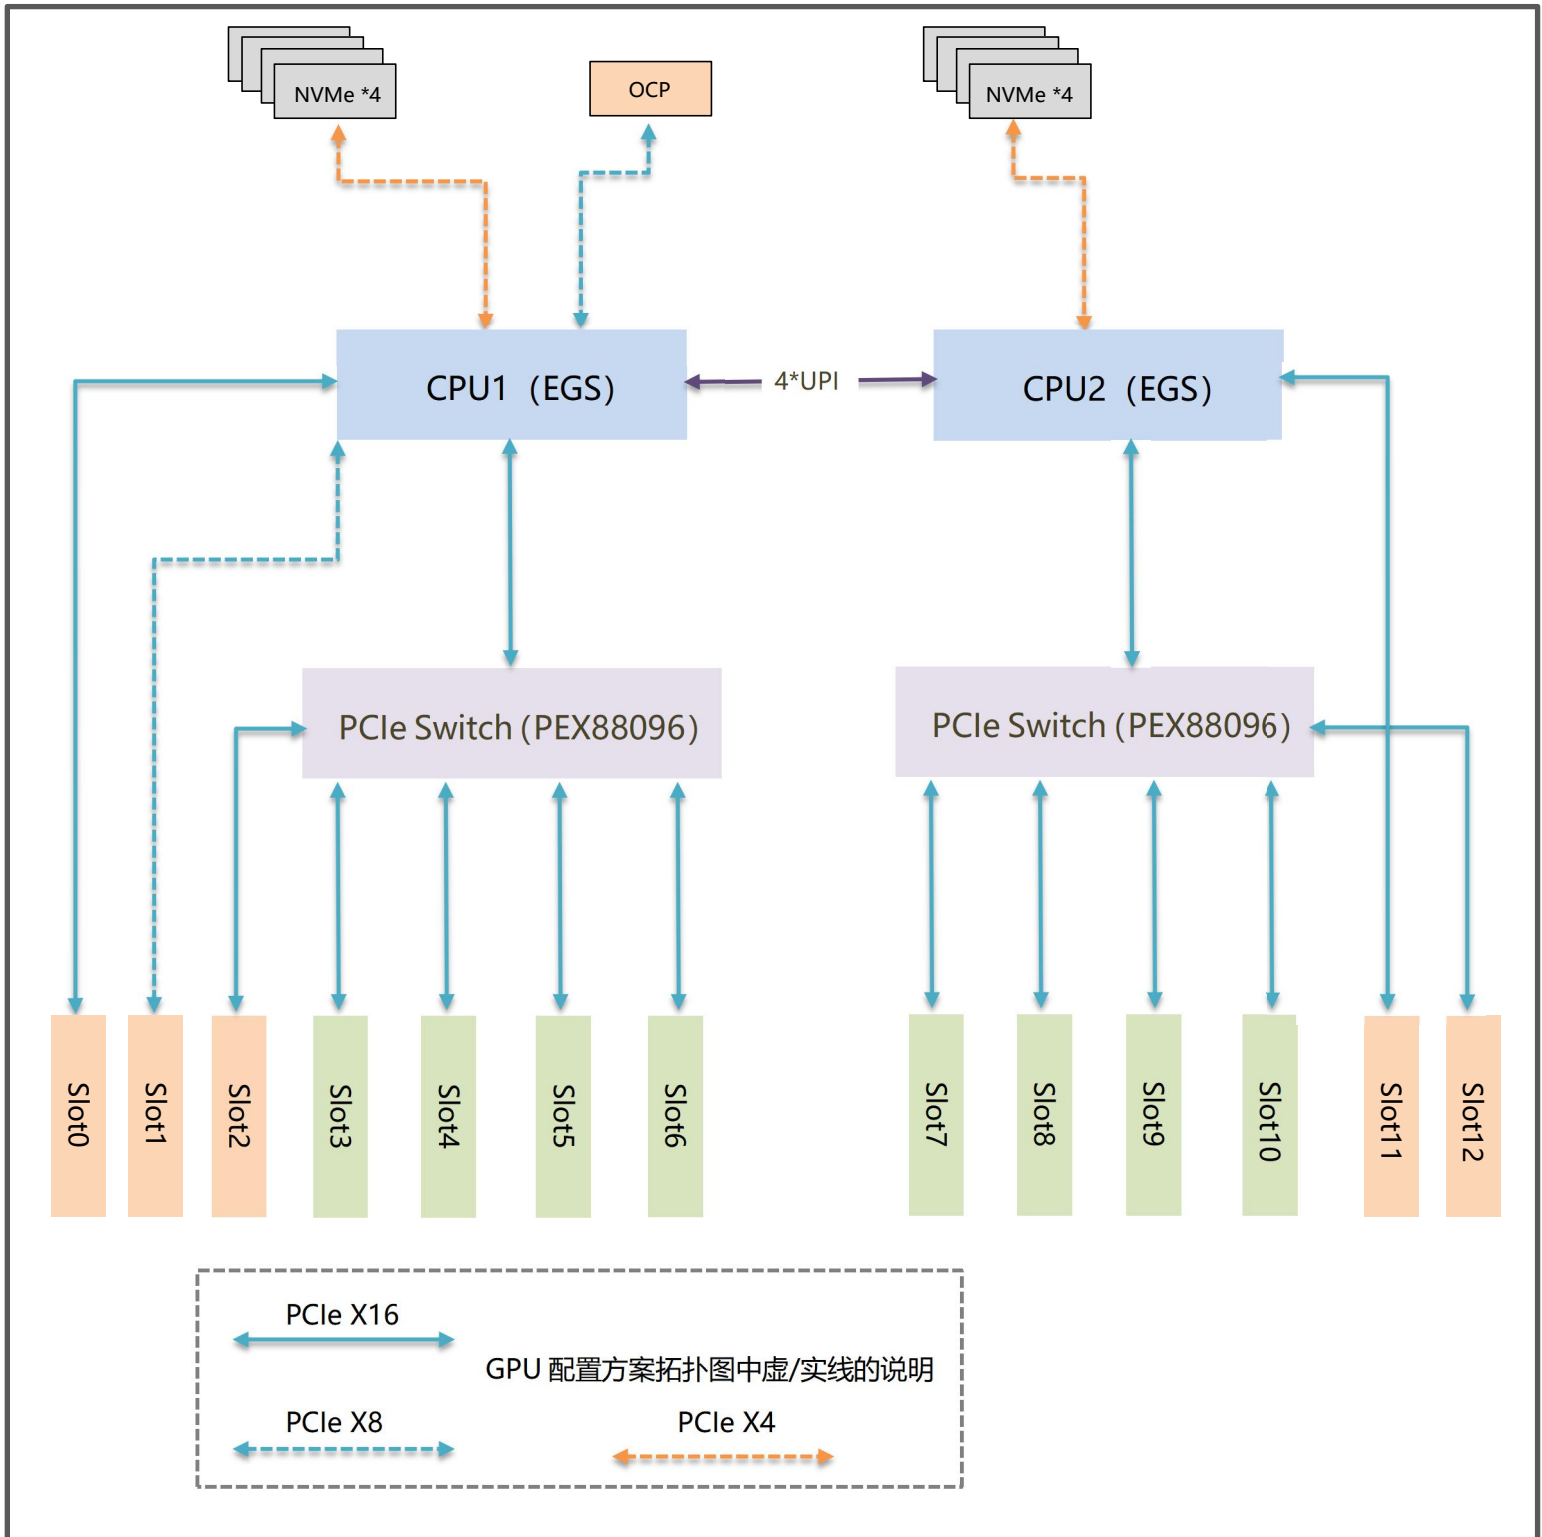 NVMe *4
OCP
NVMe *4
CPU1（EGS）
4*UPI
CPU2（EGS）
PCIe Switch（PEX88096）
PCIe Switch（PEX88096）
Slot0
Slot1
Slot2
Slot3
Slot4
Slot5
Slot6
Slot7
Slot8
Slot9
Slot10
Slot11
Slot12
PCIe X16
GPU 配置方案拓扑图中虚/实线的说明
PCIe X8
PCIe X4